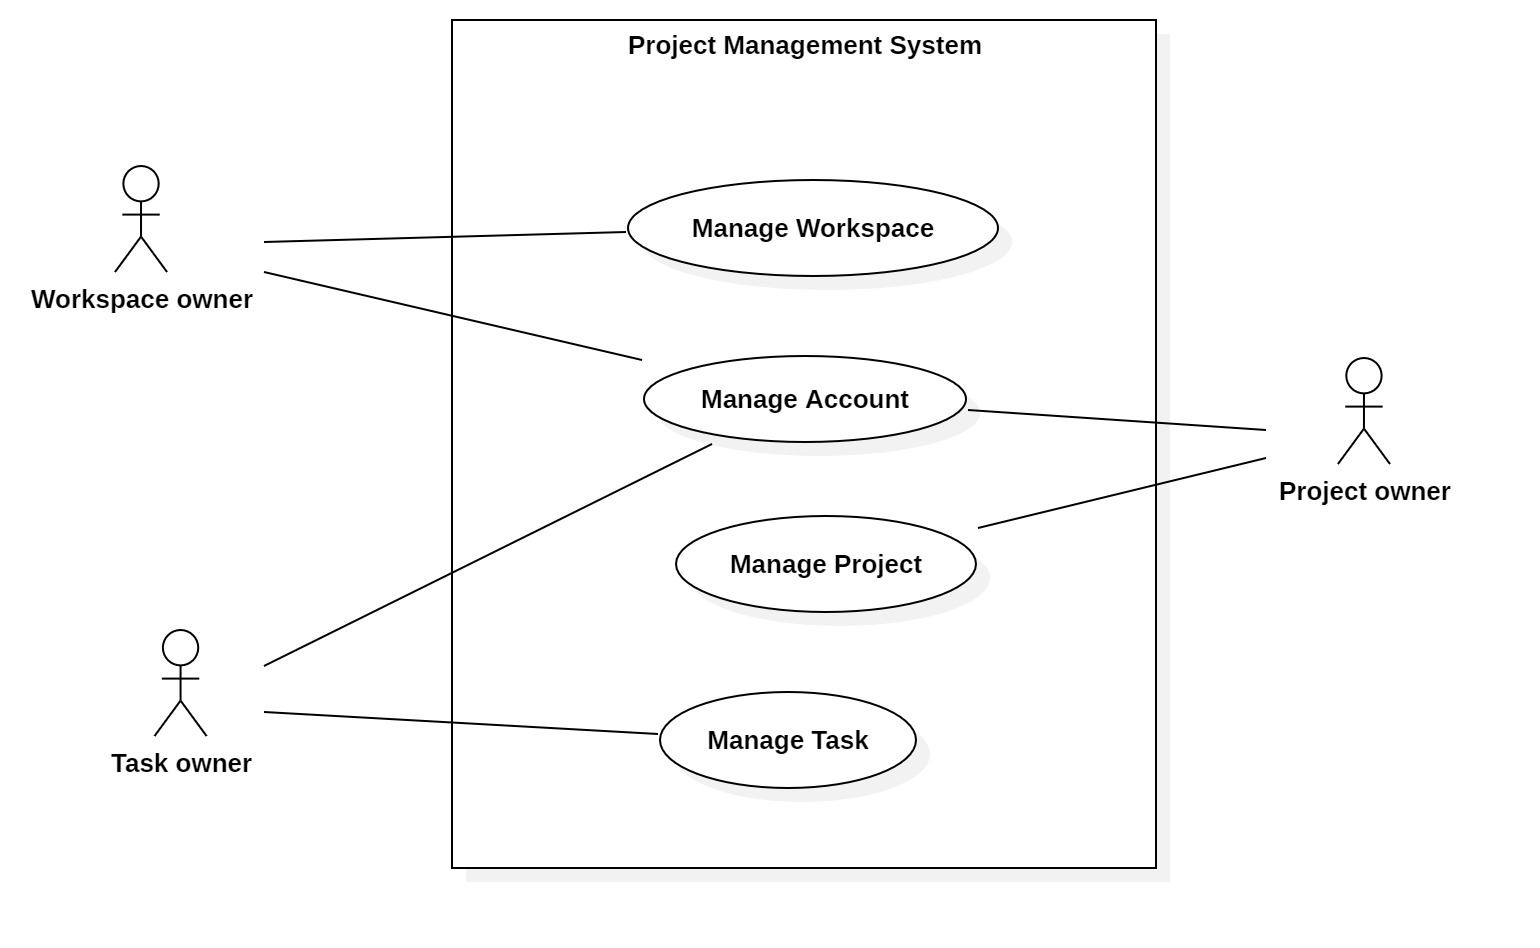 Project Management System
Manage Workspace
Workspace owner
Manage Account
Project owner
Manage Project
Manage Task
Task owner